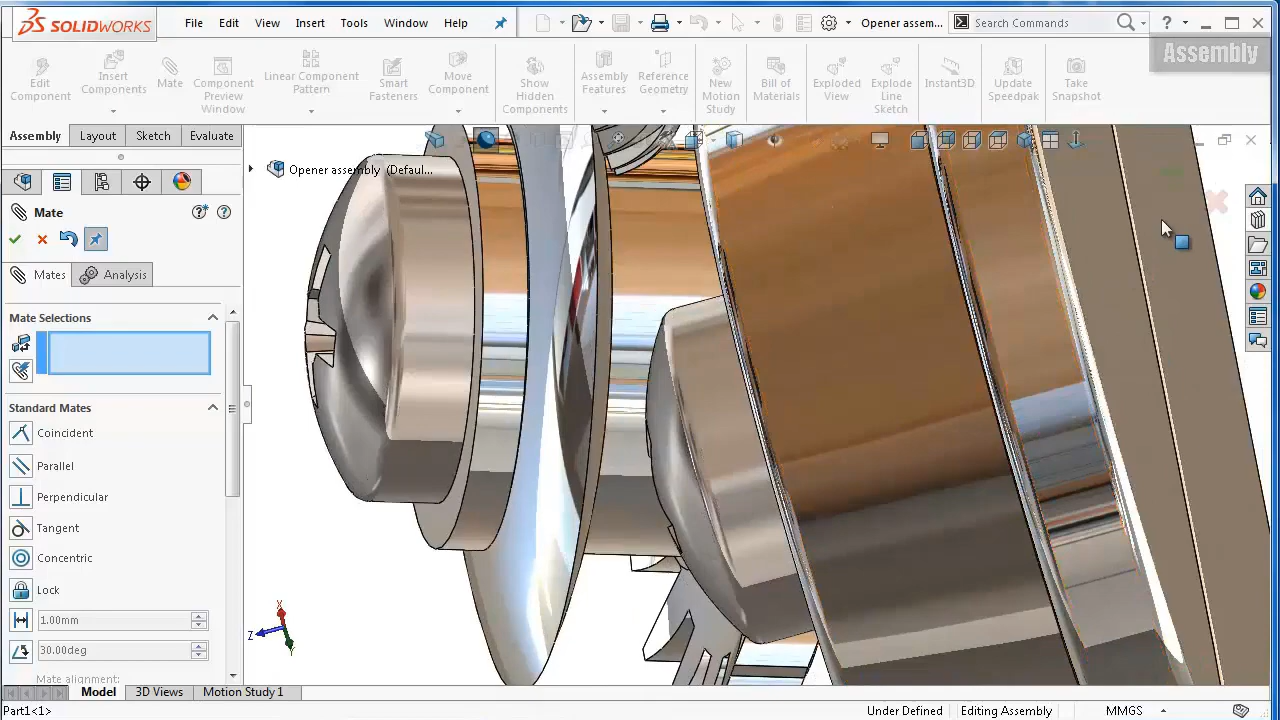 SOLIDWORKS
File Edit View Insert Tools Window Help
Opener assem...
Search Commands
?
Assembly
Edit Component
Insert Components
Mate
Component Preview Window
Linear Component Pattern
Smart Fasteners
Move Component
Show Hidden Components
Assembly Features
Reference Geometry
New Motion Study
Bill of Materials
Exploded View
Explode Line Sketch
Instant3D
Update Speedpak
Take Snapshot
Assembly Layout Sketch Evaluate
Opener assembly (Defaul...
Mate
Mates Analysis
Mate Selections
Standard Mates
Coincident
Parallel
Perpendicular
Tangent
Concentric
Lock
1.00mm
30.00deg
Mate alignment:
X
Z
Y
Model 3D Views Motion Study 1
Part1<1> Under Defined Editing Assembly MMGS